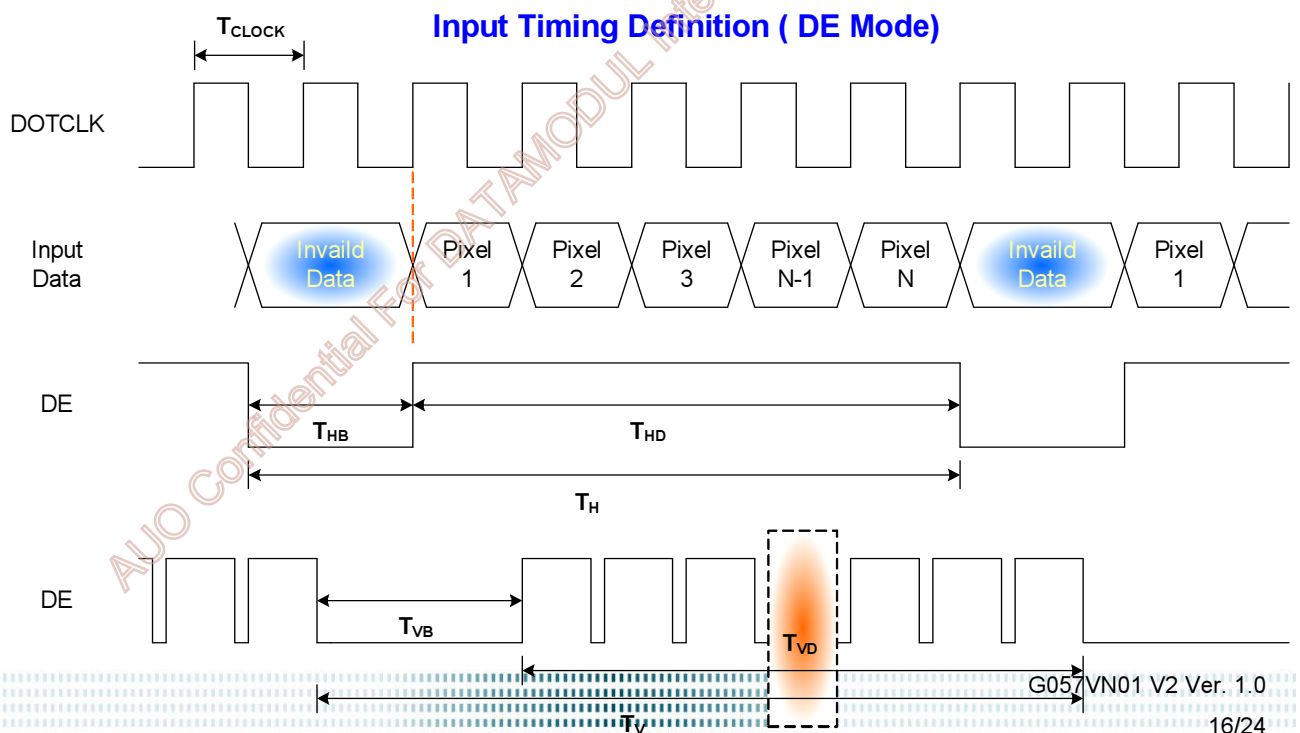 Input Timing Definition ( DE Mode)
TCLOCK
DOTCLK
Input
Data
Invaild
Data
Pixel
1
Pixel
2
Pixel
3
Pixel
N-1
Pixel
N
Invaild
Data
Pixel
1
DE
THB
THD
TH
DE
TVB
TVD
TV
G057VN01 V2 Ver. 1.0
16/24
AUO Confidential For DATAMODUL Inte